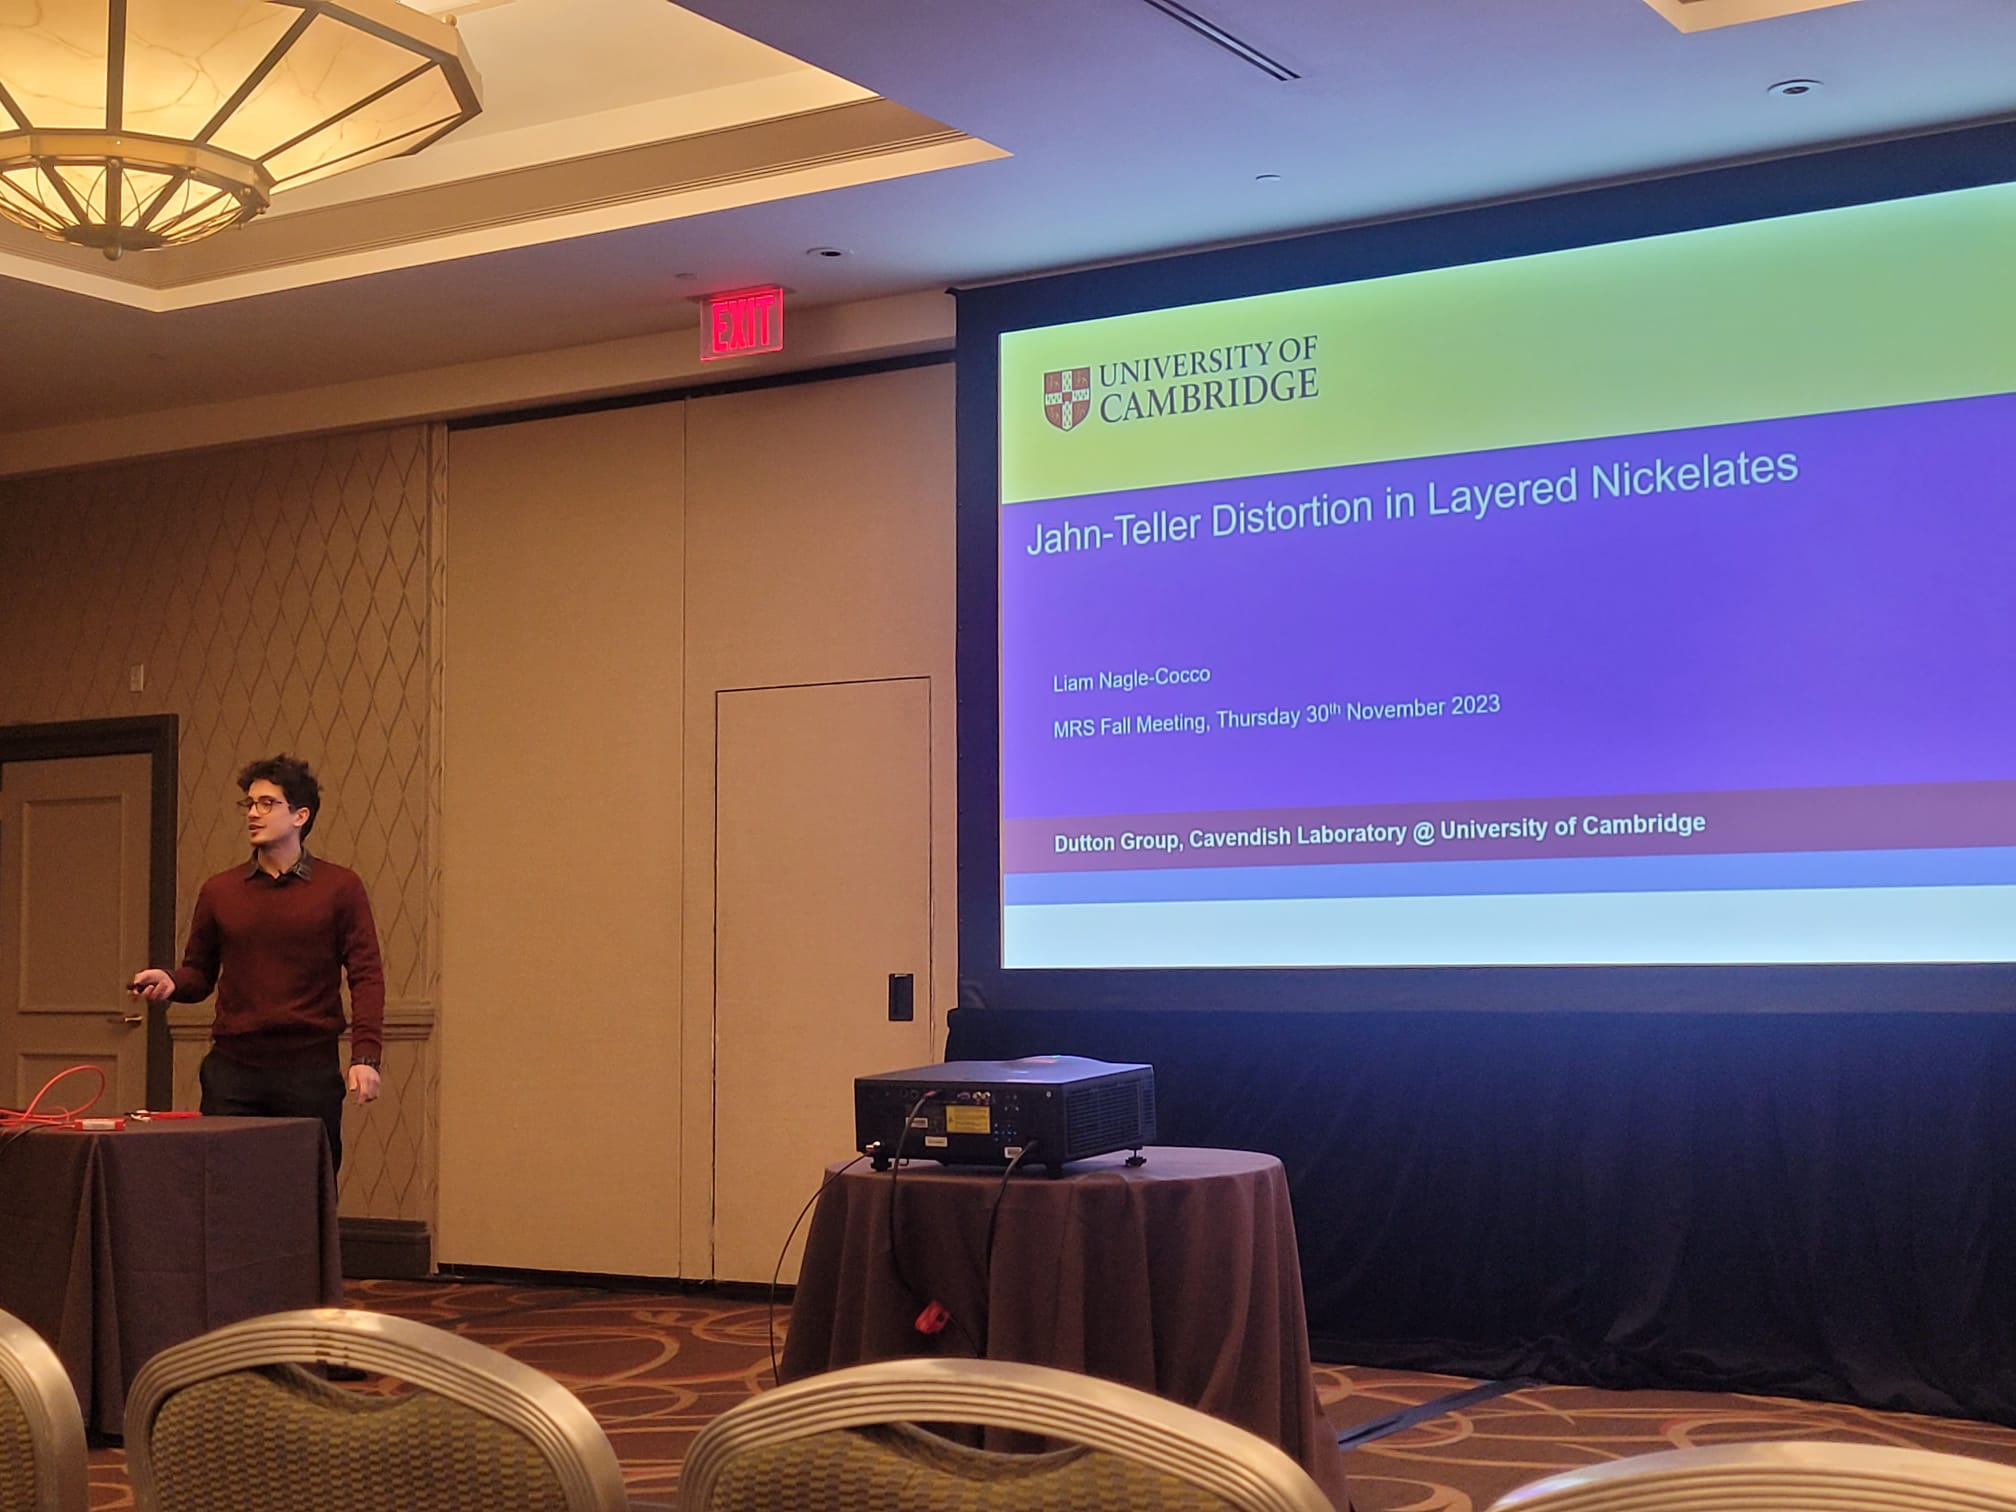 EXIT
UNIVERSITY OF
CAMBRIDGE
Jahn-Teller Distortion in Layered Nickelates
Liam Nagle-Cocco
MRS Fall Meeting, Thursday 30th November 2023
Dutton Group, Cavendish Laboratory @ University of Cambridge